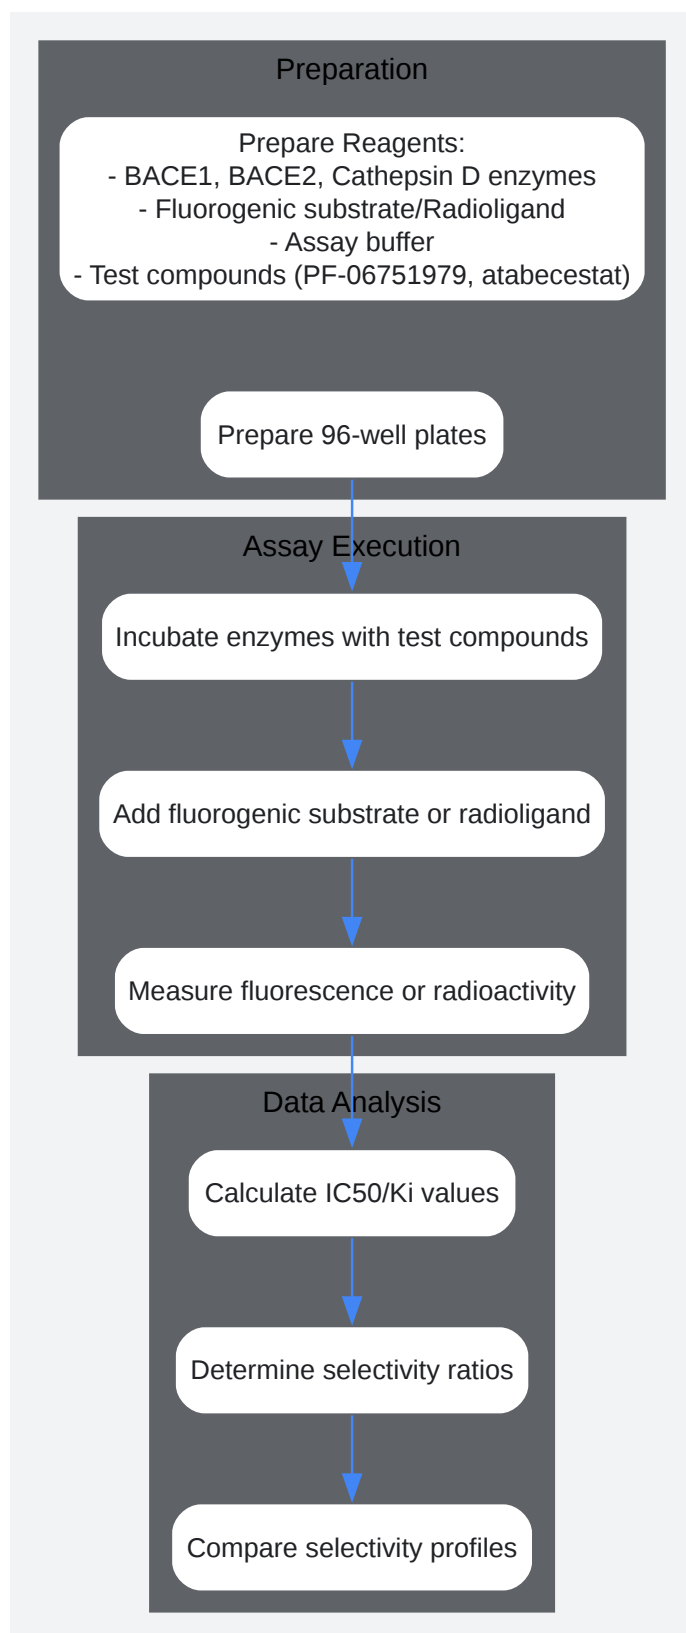 Preparation
Prepare Reagents:
- BACE1, BACE2, Cathepsin D enzymes
- Fluorogenic substrate/Radioligand
- Assay buffer
- Test compounds (PF-06751979, atabecestat)
Prepare 96-well plates
Assay Execution
Incubate enzymes with test compounds
Add fluorogenic substrate or radioligand
Measure fluorescence or radioactivity
Data Analysis
Calculate IC50/Ki values
Determine selectivity ratios
Compare selectivity profiles